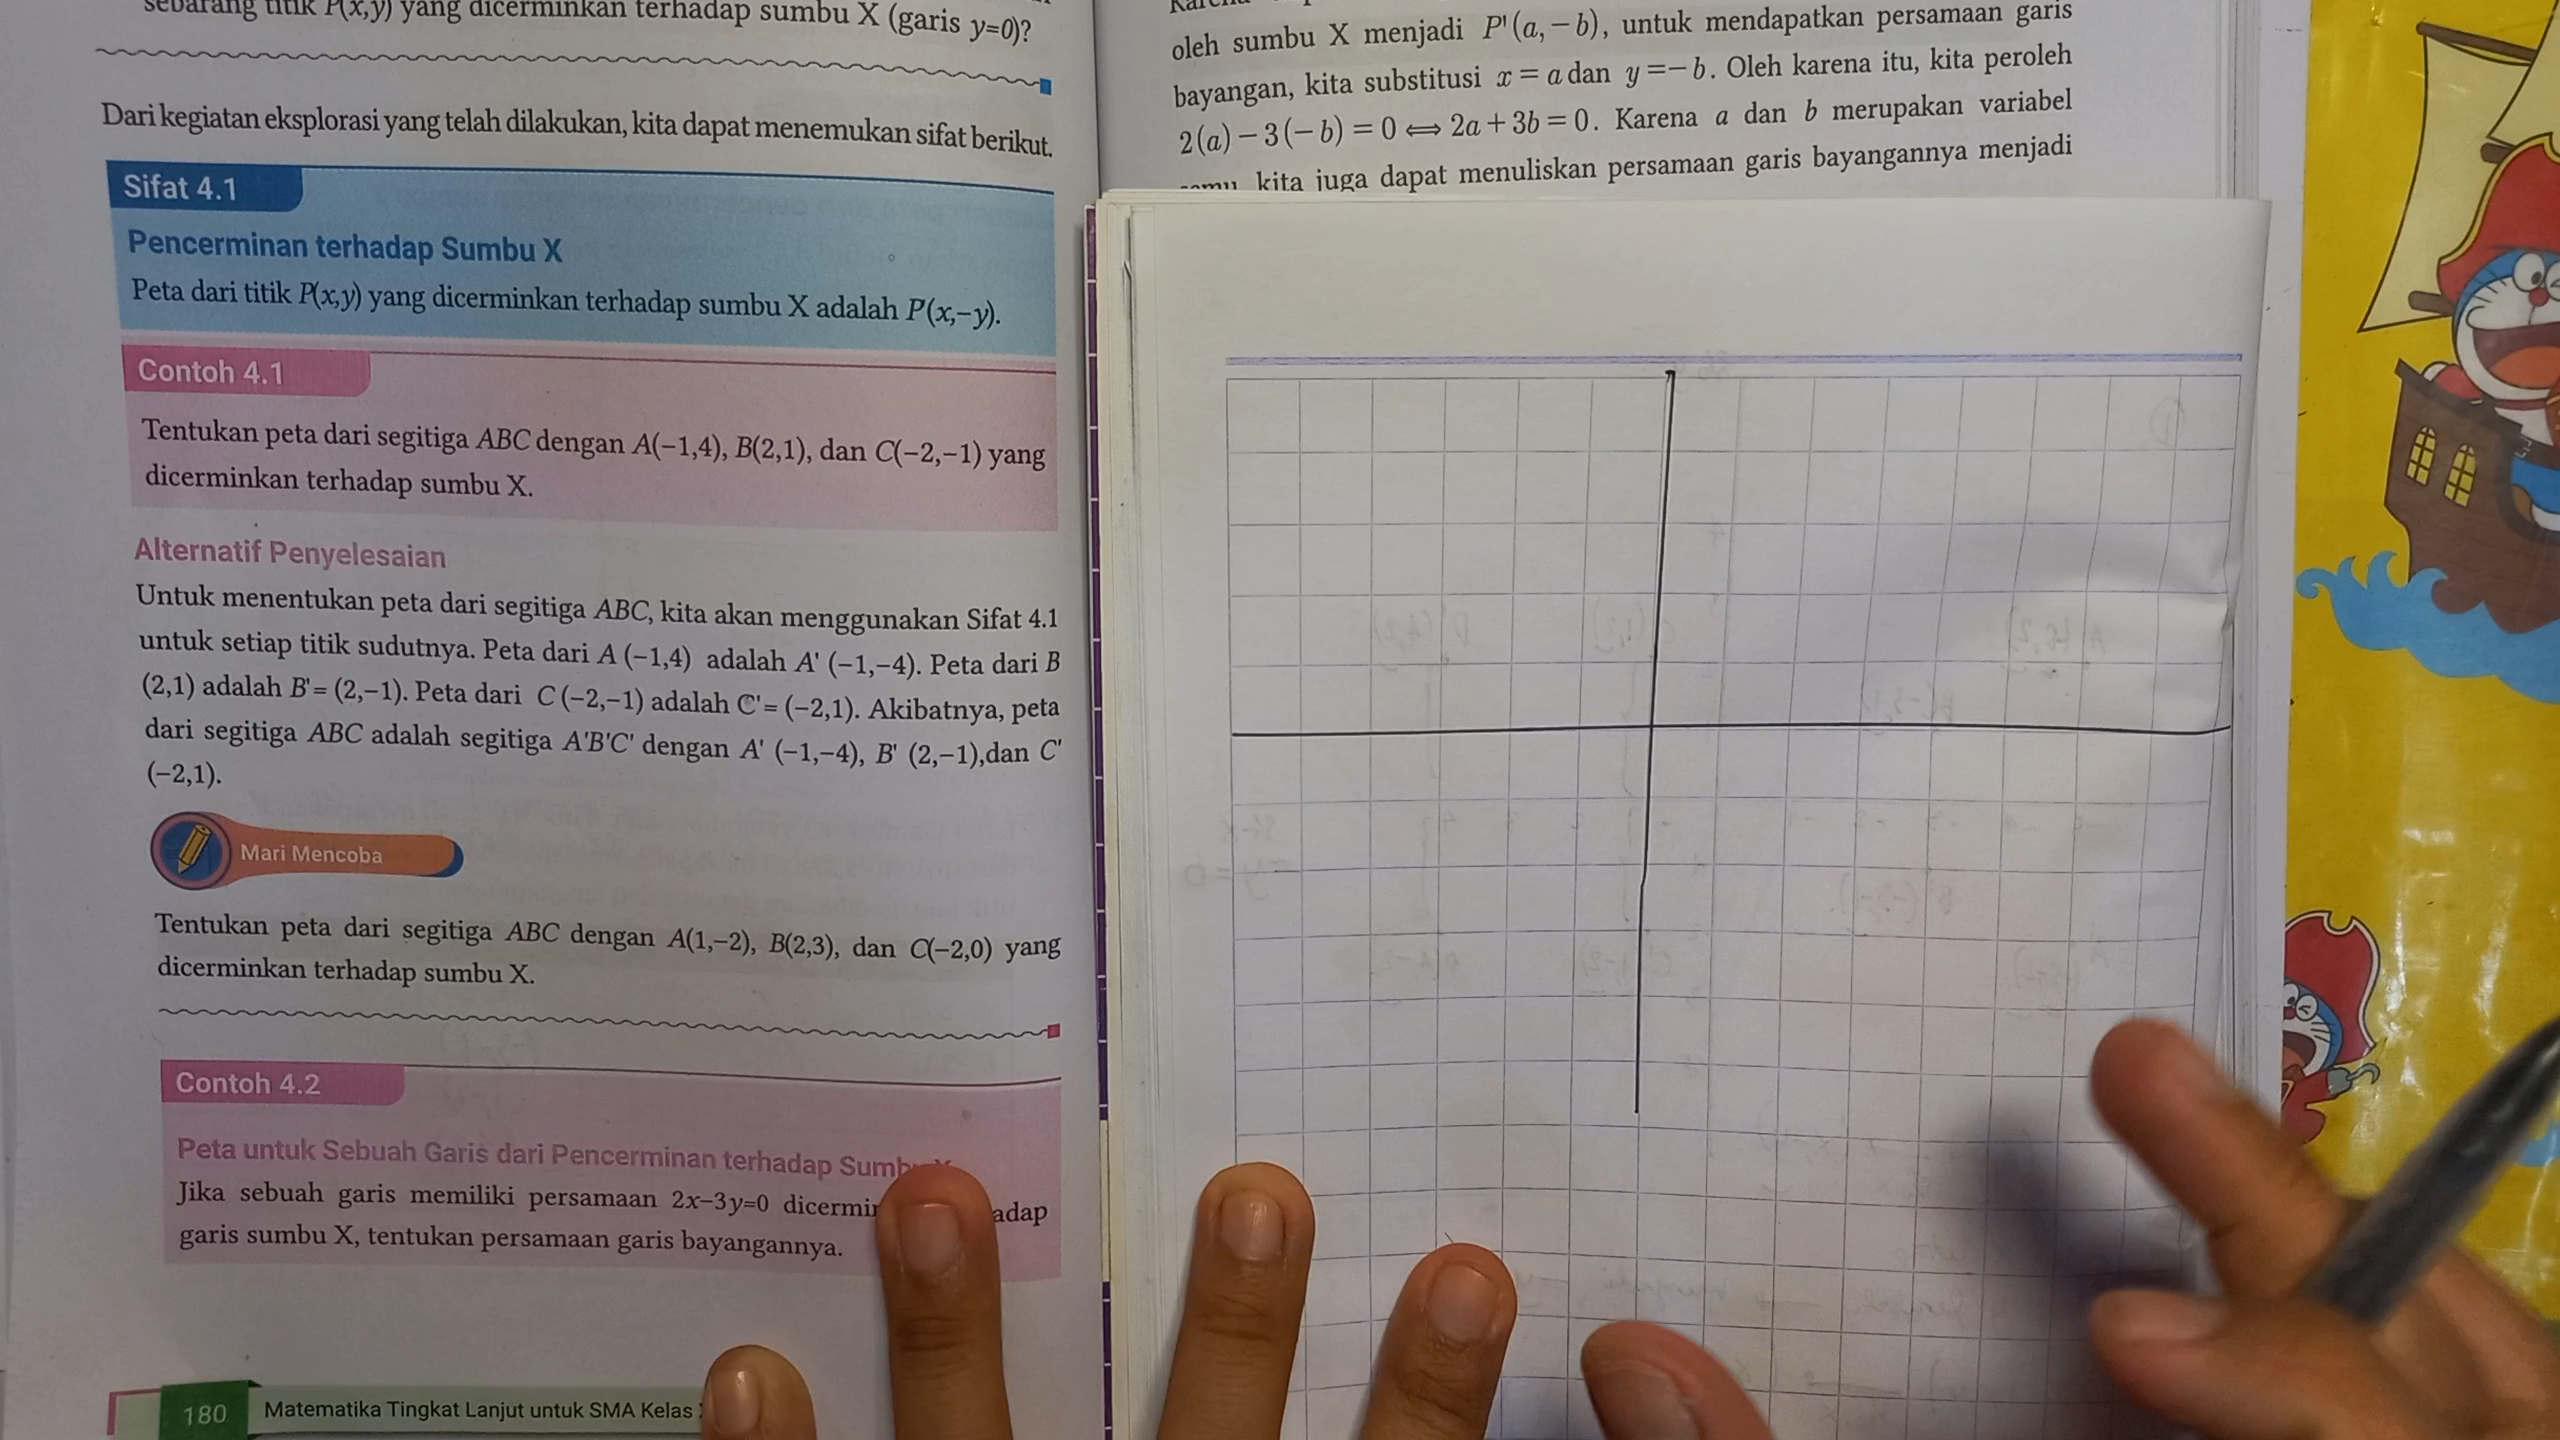 sebarang titik P(x,y) yang dicerminkan terhadap sumbu X (garis y=0)?
Dari kegiatan eksplorasi yang telah dilakukan, kita dapat menemukan sifat berikut.
Sifat 4.1
Pencerminan terhadap Sumbu X
Peta dari titik P(x,y) yang dicerminkan terhadap sumbu X adalah P(x,−y).
Contoh 4.1
Tentukan peta dari segitiga ABC dengan A(−1,4), B(2,1), dan C(−2,−1) yang
dicerminkan terhadap sumbu X.
Alternatif Penyelesaian
Untuk menentukan peta dari segitiga ABC, kita akan menggunakan Sifat 4.1
untuk setiap titik sudutnya. Peta dari A (−1,4) adalah A' (−1,−4). Peta dari B
(2,1) adalah B'= (2,−1). Peta dari C (−2,−1) adalah C'= (−2,1). Akibatnya, peta
dari segitiga ABC adalah segitiga A'B'C' dengan A' (−1,−4), B' (2,−1),dan C'
(−2,1).
Mari Mencoba
Tentukan peta dari segitiga ABC dengan A(1,−2), B(2,3), dan C(−2,0) yang
dicerminkan terhadap sumbu X.
Contoh 4.2
Peta untuk Sebuah Garis dari Pencerminan terhadap
Jika sebuah garis memiliki persamaan 2x−3y=0
garis sumbu X, tentukan persamaan garis bayangannya.
180 Matematika Tingkat Lanjut untuk SMA Kelas
oleh sumbu X menjadi P'(a,−b), untuk mendapatkan persamaan garis
bayangan, kita substitusi x = a dan y =−b. Oleh karena itu, kita peroleh
2(a)−3(−b) = 0 ⟺ 2a+3b = 0. Karena a dan b merupakan variabel
kita juga dapat menuliskan persamaan garis bayangannya menjadi